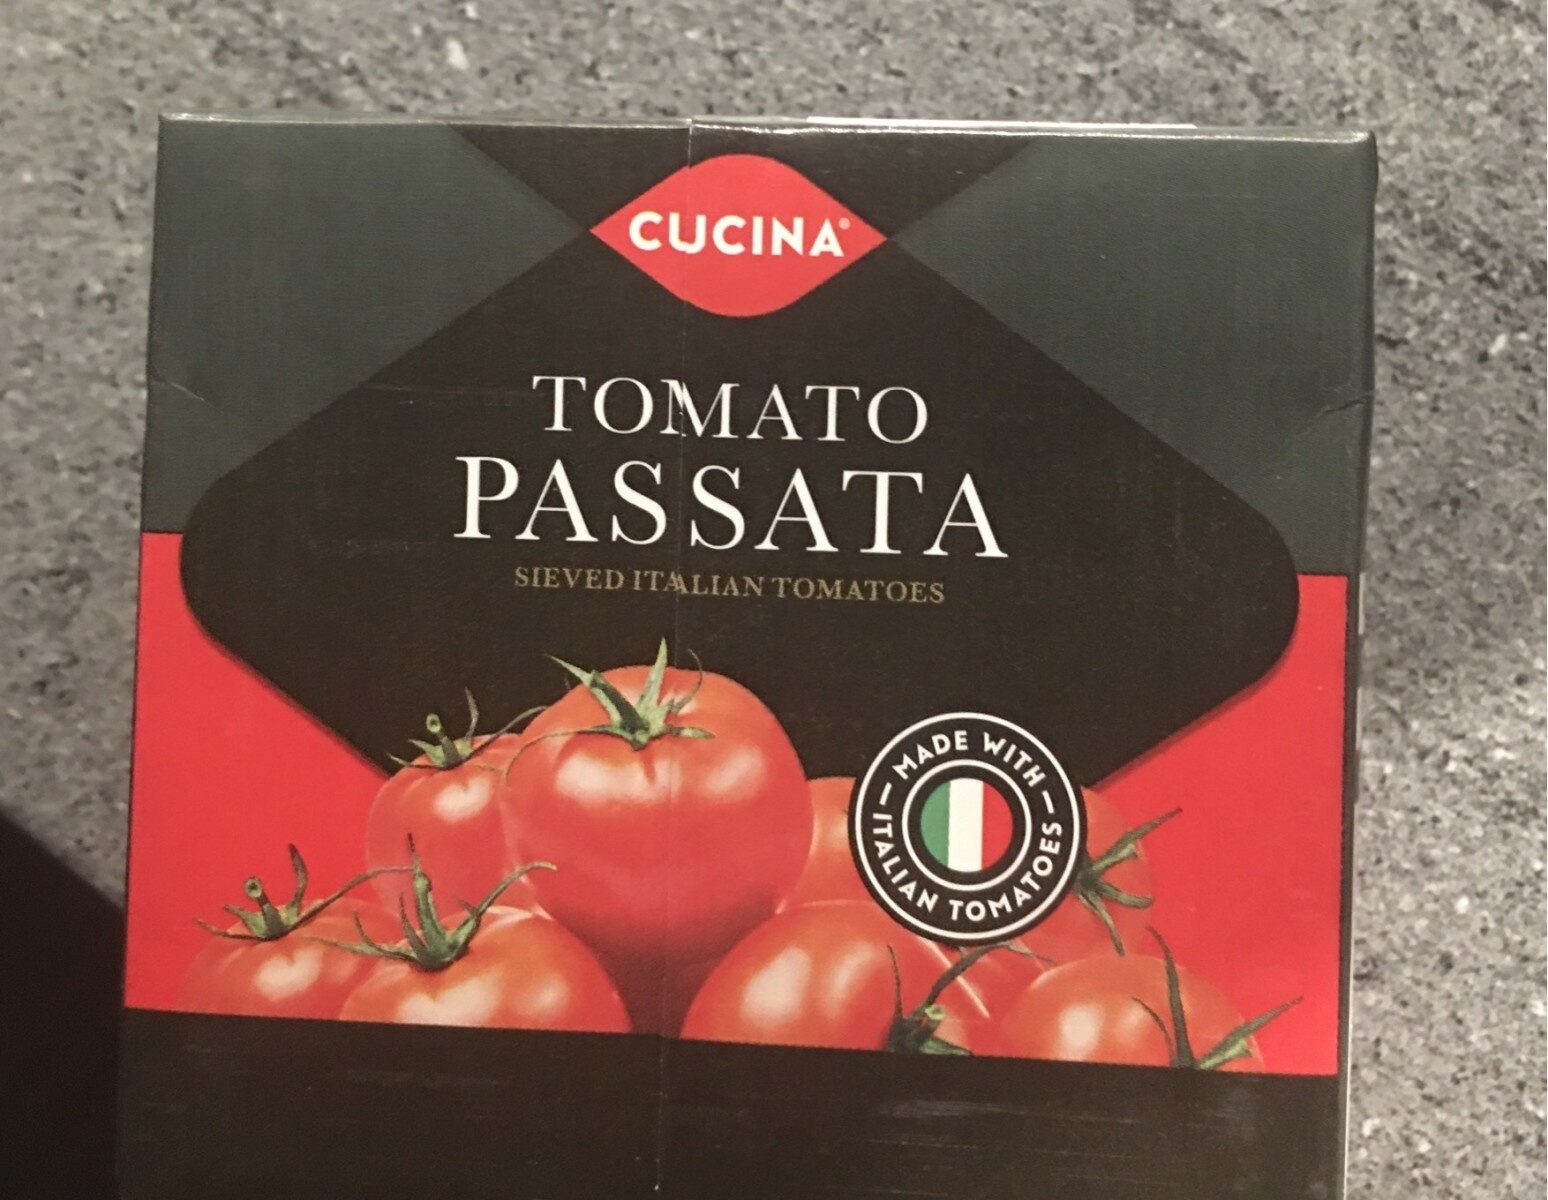 CUCINA®
TOMATO
PASSATA
SIEVED ITALIAN TOMATOES
MADE WITH
ITALIAN TOMATOES